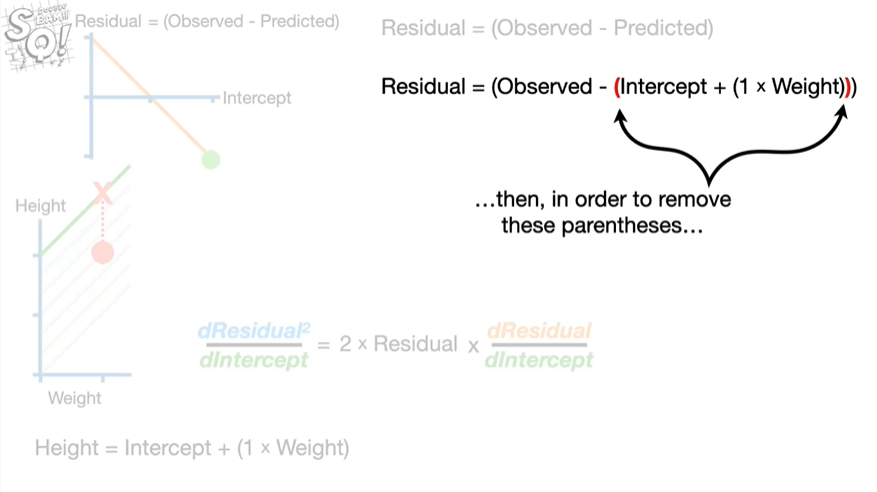 StatQuest!!!
Residual = (Observed - Predicted)
Residual = (Observed - Predicted)
Residual = (Observed - (Intercept + (1 × Weight)))
Intercept
…then, in order to remove
these parentheses…
Height
dResidual² / dIntercept = 2 × Residual × dResidual / dIntercept
Weight
Height = Intercept + (1 × Weight)